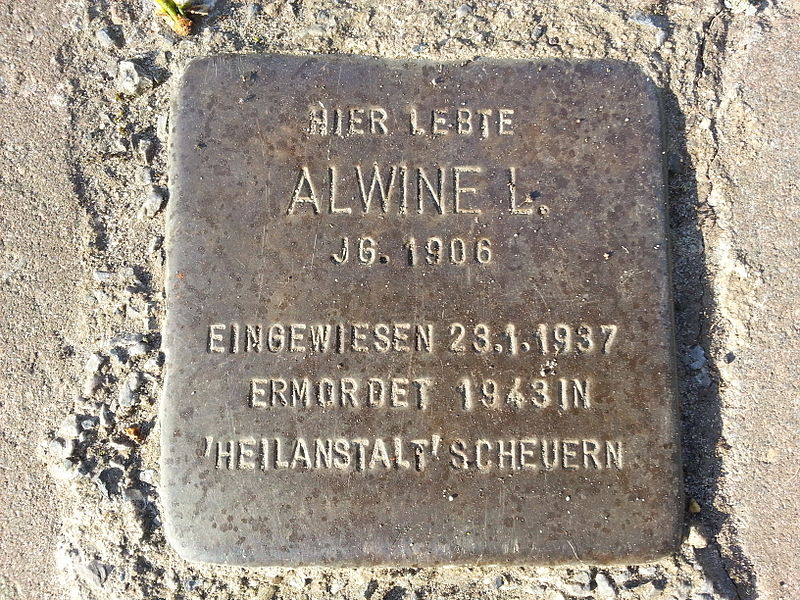 HIER LEBTE
ALWINE L.
JG. 1906
EINGEWIESEN 23.1.1937
ERMORDET 1943 IN
'HEILANSTALT' SCHEUERN